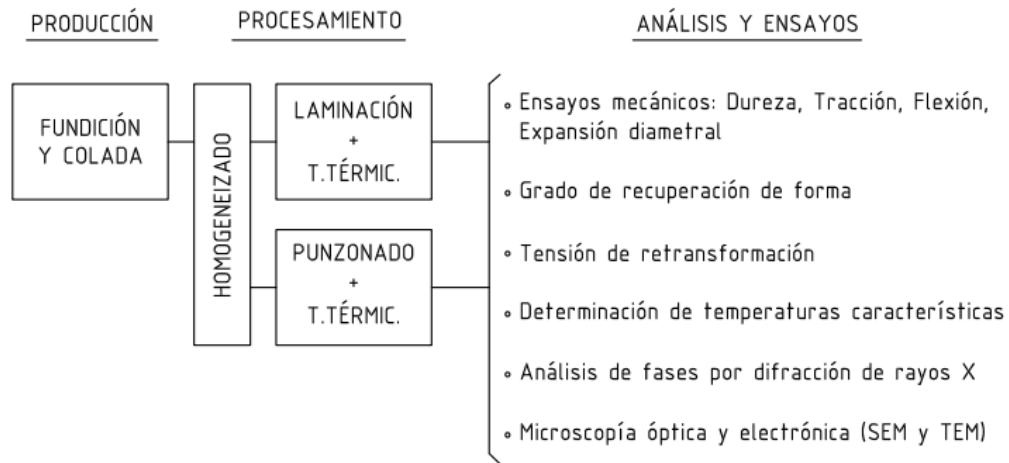 PRODUCCIÓN
PROCESAMIENTO
ANÁLISIS Y ENSAYOS
FUNDICIÓN
Y COLADA
HOMOGENEIZADO
LAMINACIÓN
+
T.TÉRMIC.
PUNZONADO
+
T.TÉRMIC.
∘ Ensayos mecánicos: Dureza, Tracción, Flexión,
Expansión diametral
∘ Grado de recuperación de forma
∘ Tensión de retransformación
∘ Determinación de temperaturas características
∘ Análisis de fases por difracción de rayos X
∘ Microscopía óptica y electrónica (SEM y TEM)